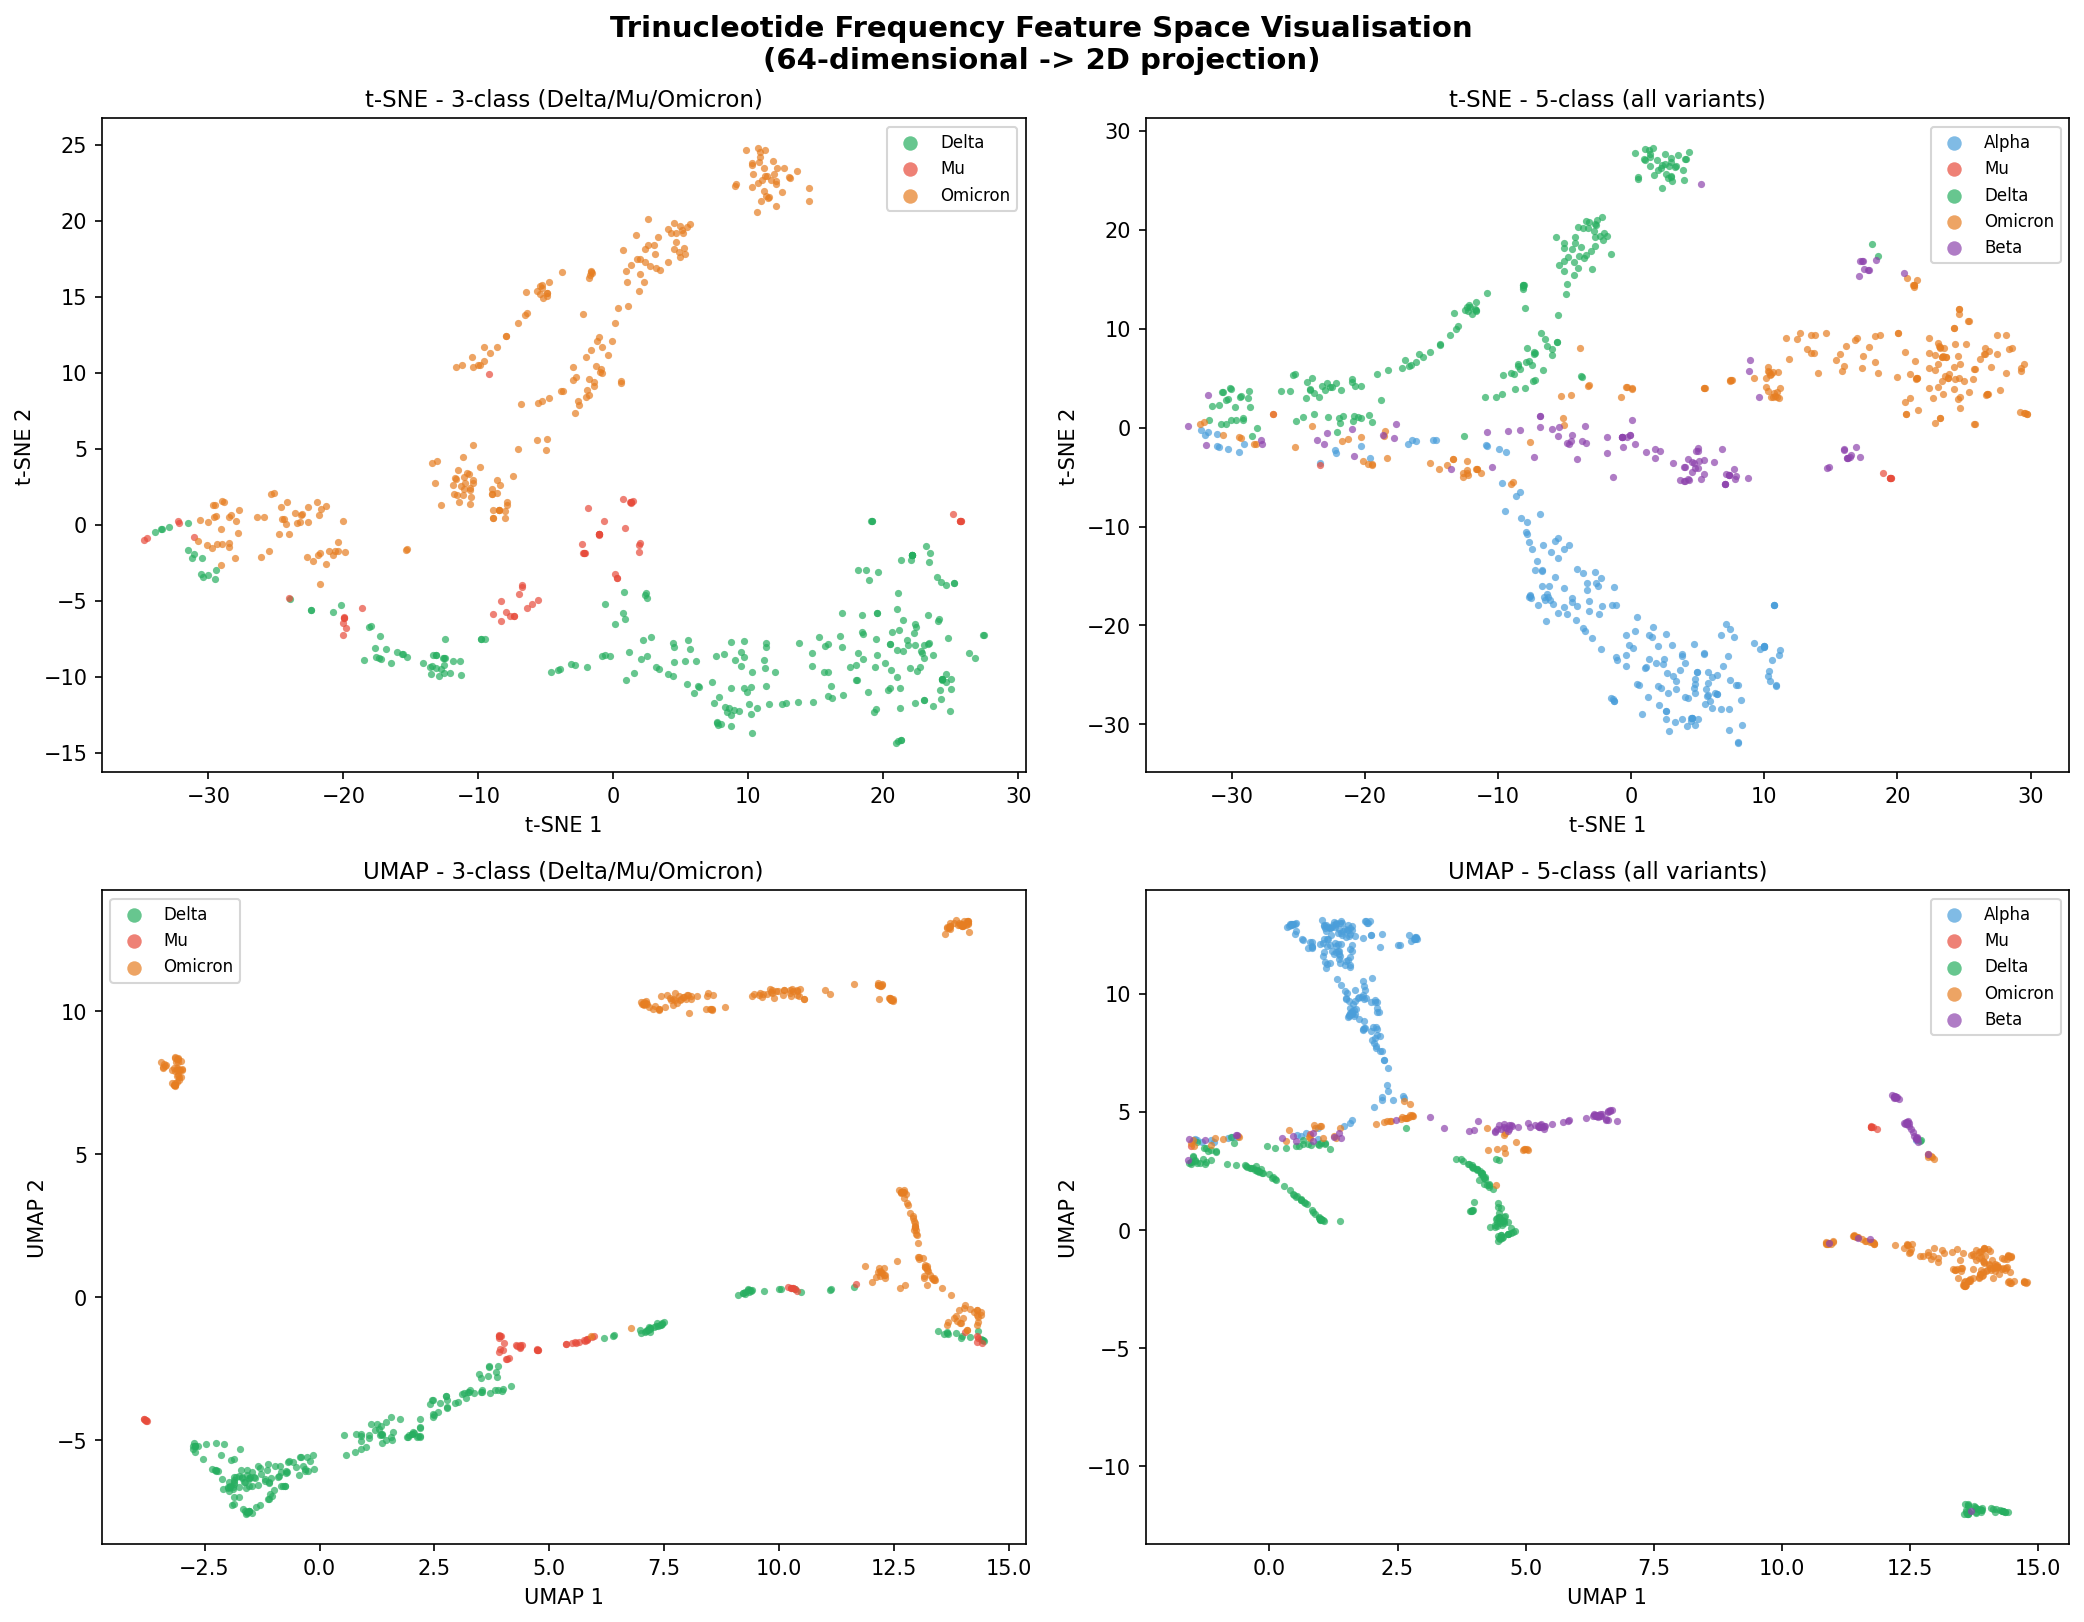 Trinucleotide Frequency Feature Space Visualisation
(64-dimensional -> 2D projection)
t-SNE - 3-class (Delta/Mu/Omicron)
25
20
15
10
5
0
−5
−10
−15
t-SNE 2
Delta
Mu
Omicron
−30
−20
−10
0
10
20
30
t-SNE 1
t-SNE - 5-class (all variants)
30
20
10
0
−10
−20
−30
t-SNE 2
Alpha
Mu
Delta
Omicron
Beta
−30
−20
−10
0
10
20
30
t-SNE 1
UMAP - 3-class (Delta/Mu/Omicron)
10
5
0
−5
UMAP 2
Delta
Mu
Omicron
−2.5
0.0
2.5
5.0
7.5
10.0
12.5
15.0
UMAP 1
UMAP - 5-class (all variants)
10
5
0
−5
−10
UMAP 2
Alpha
Mu
Delta
Omicron
Beta
0.0
2.5
5.0
7.5
10.0
12.5
15.0
UMAP 1